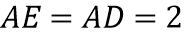 𝐴𝐸 = 𝐴𝐷 = 2